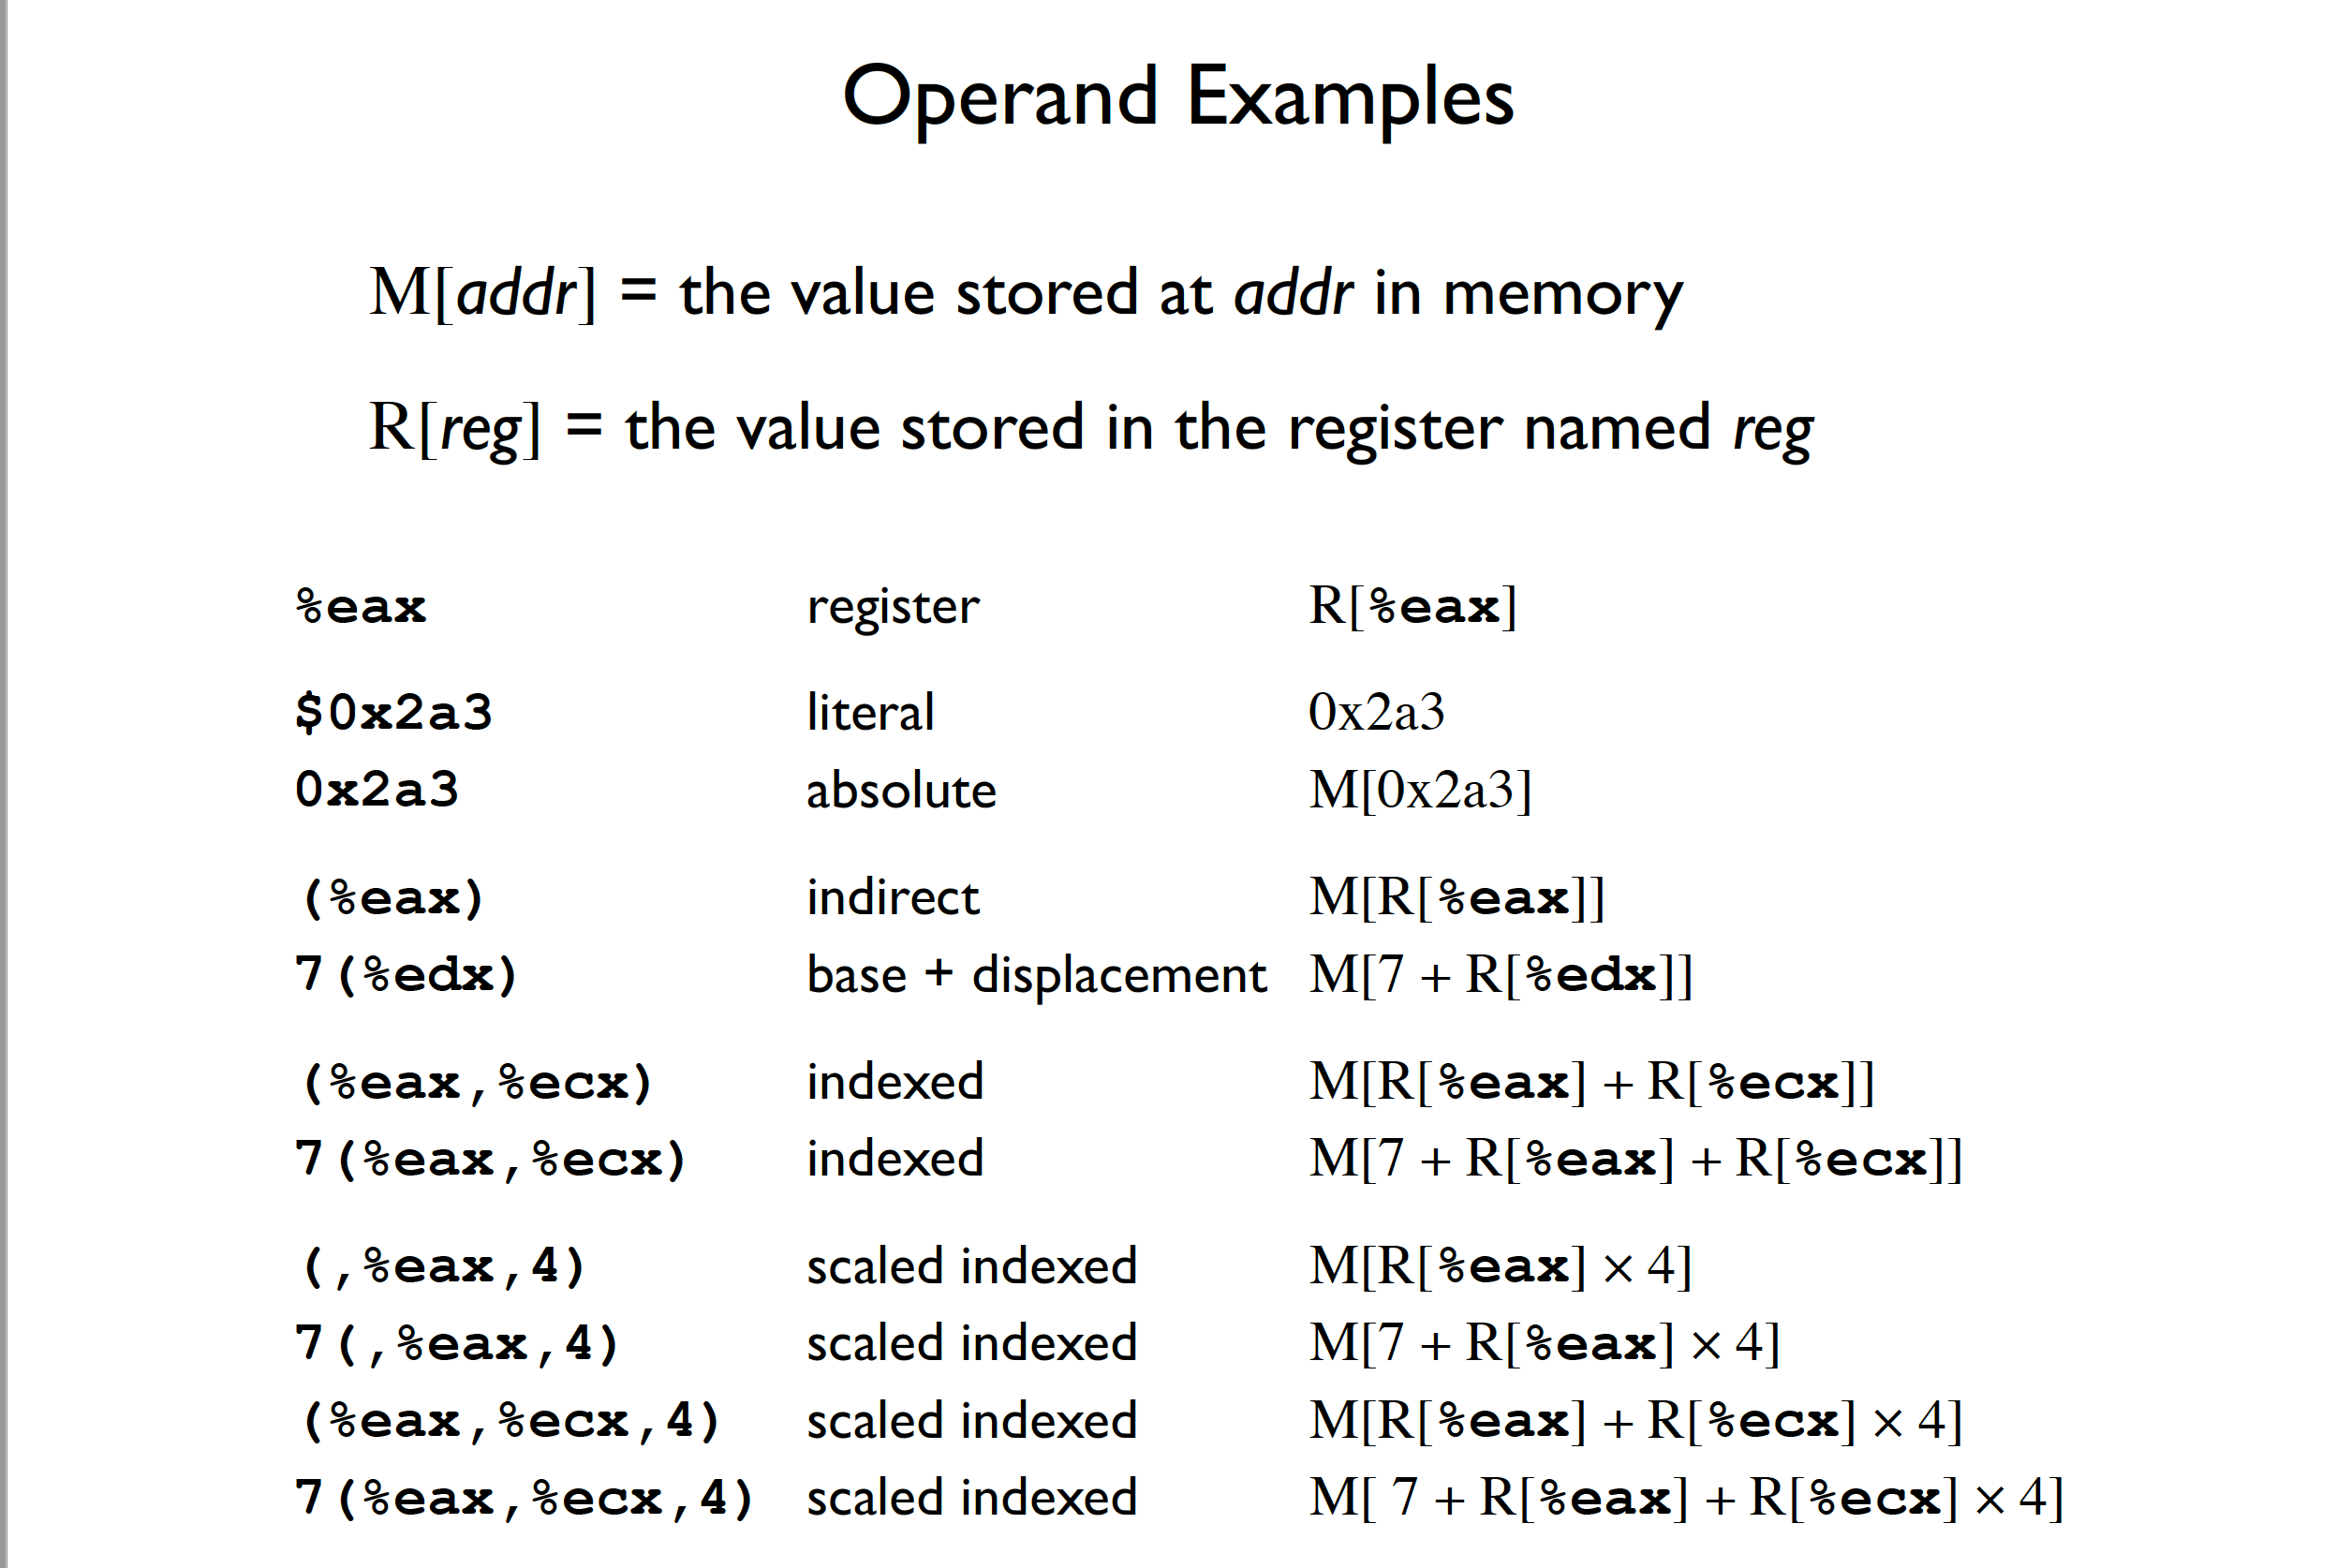 Operand Examples
M[addr] = the value stored at addr in memory
R[reg] = the value stored in the register named reg
%eax register R[%eax]
$0x2a3 literal 0x2a3
0x2a3 absolute M[0x2a3]
(%eax) indirect M[R[%eax]]
7(%edx) base + displacement M[7 + R[%edx]]
(%eax,%ecx) indexed M[R[%eax] + R[%ecx]]
7(%eax,%ecx) indexed M[7 + R[%eax] + R[%ecx]]
(,%eax,4) scaled indexed M[R[%eax] × 4]
7(,%eax,4) scaled indexed M[7 + R[%eax] × 4]
(%eax,%ecx,4) scaled indexed M[R[%eax] + R[%ecx] × 4]
7(%eax,%ecx,4) scaled indexed M[ 7 + R[%eax] + R[%ecx] × 4]